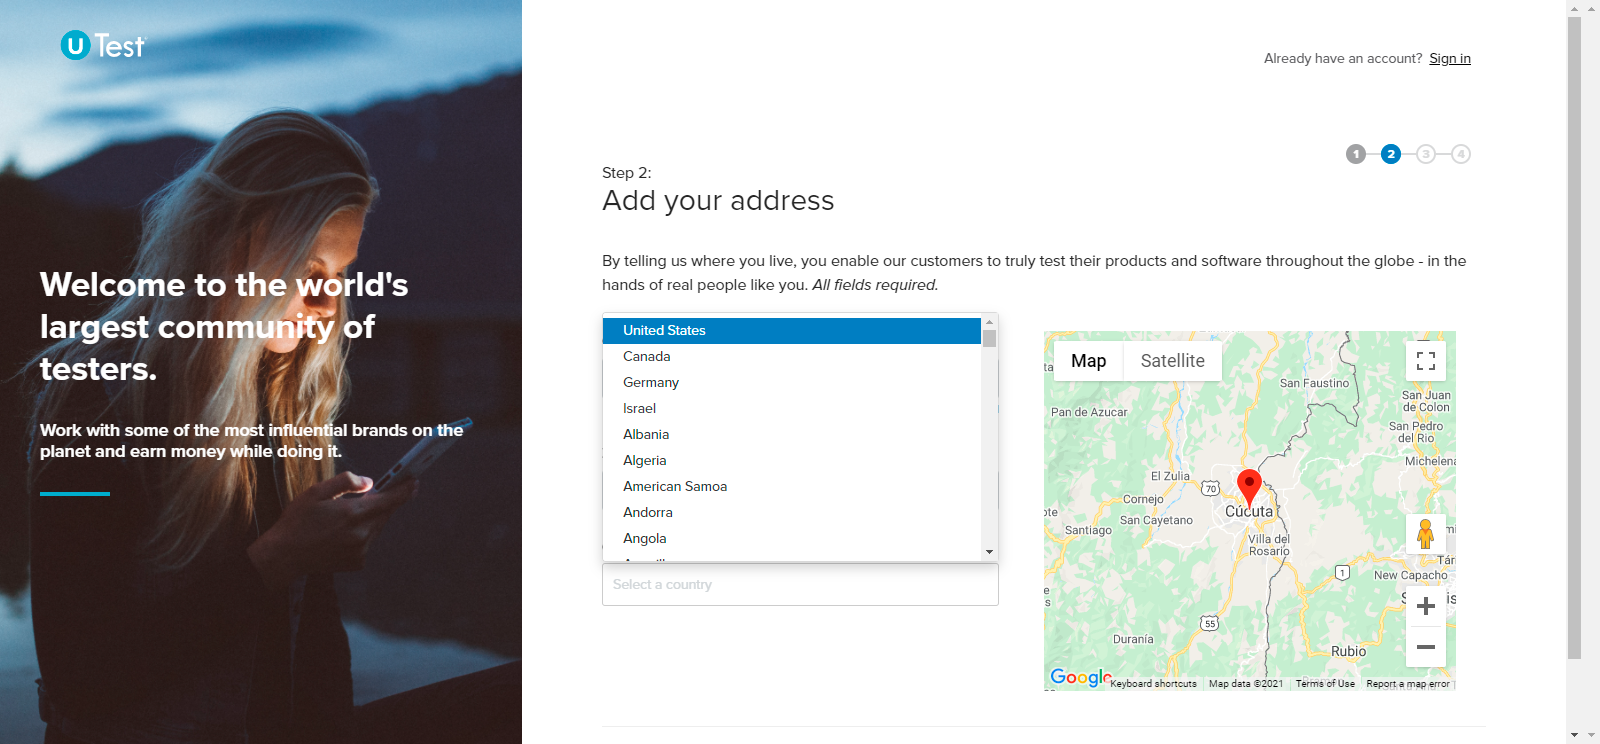 U Test
Already have an account? Sign in
1 2 3 4
Step 2:
Add your address
Welcome to the world's
largest community of
testers.
Work with some of the most influential brands on the
planet and earn money while doing it.
By telling us where you live, you enable our customers to truly test their products and software throughout the globe - in the
hands of real people like you. All fields required.
United States
Canada
Germany
Israel
Albania
Algeria
American Samoa
Andorra
Angola
Select a country
Map Satellite
San Faustino
Pan de Azucar
San Juan
de Colon
San Pedro
del Rio
Michelena
El Zulia
70
Cornejo
Cúcuta
San Cayetano
Santiago
Villa del
Rosario
1
New Capacho
55
Durania
Rubio
Google
Keyboard shortcuts Map data ©2021 Terms of Use Report a map error